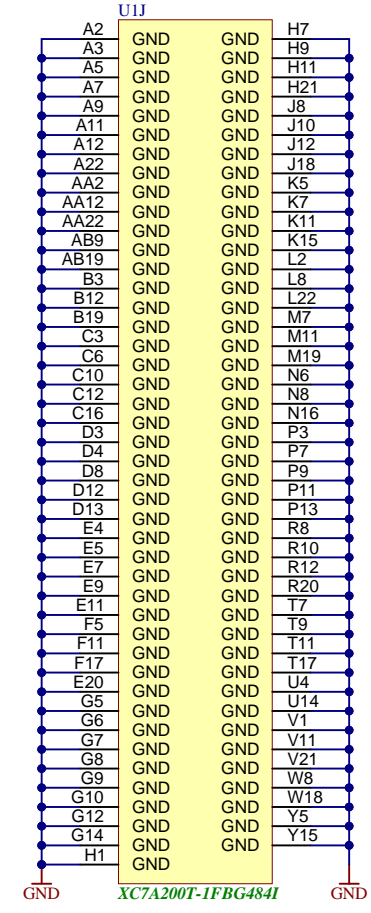 U1J
A2 GND GND H7
A3 GND GND H9
A5 GND GND H11
A7 GND GND H21
A9 GND GND J8
A11 GND GND J10
A12 GND GND J12
A22 GND GND J18
AA2 GND GND K5
AA12 GND GND K7
AA22 GND GND K11
AB9 GND GND K15
AB19 GND GND L2
B3 GND GND L8
B12 GND GND L22
B19 GND GND M7
C3 GND GND M11
C6 GND GND M19
C10 GND GND N6
C12 GND GND N8
C16 GND GND N16
D3 GND GND P3
D4 GND GND P7
D8 GND GND P9
D12 GND GND P11
D13 GND GND P13
E4 GND GND R8
E5 GND GND R10
E7 GND GND R12
E9 GND GND R20
E11 GND GND T7
F5 GND GND T9
F11 GND GND T11
F17 GND GND T17
E20 GND GND U4
G5 GND GND U14
G6 GND GND V1
G7 GND GND V11
G8 GND GND V21
G9 GND GND W8
G10 GND GND W18
G12 GND GND Y5
G14 GND GND Y15
H1 GND
GND XC7A200T-1FBG484I GND